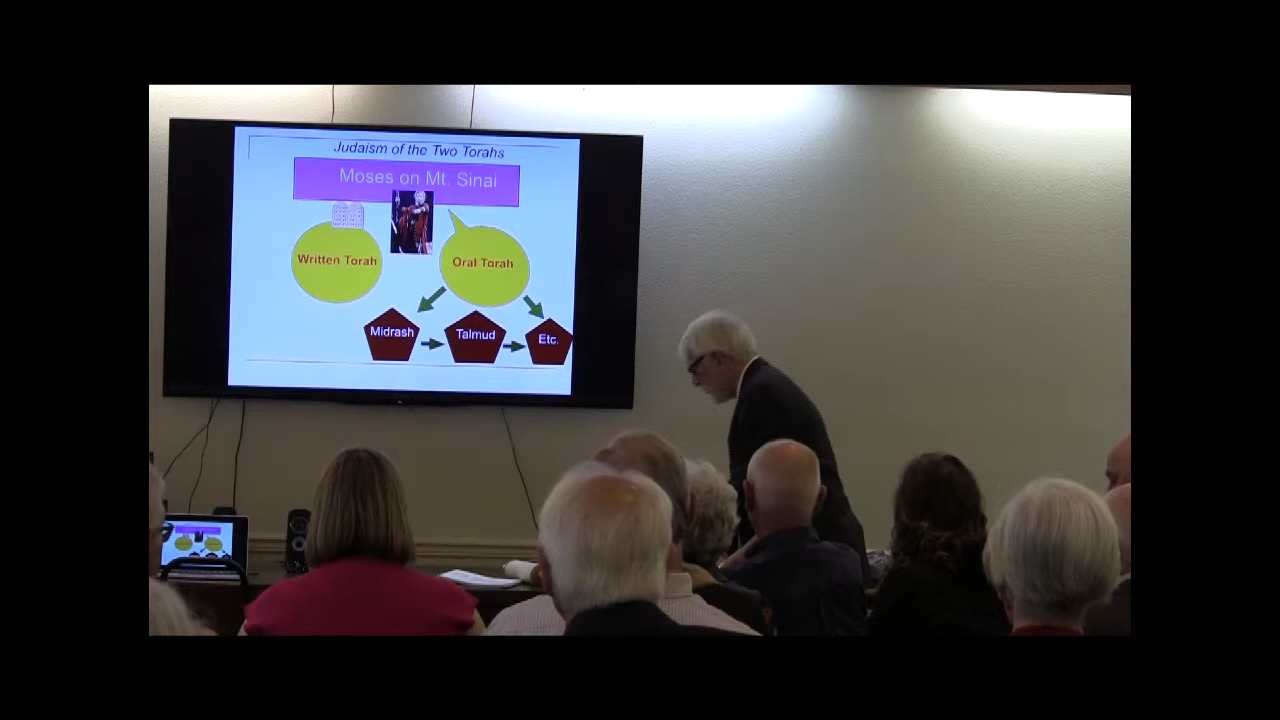 Judaism of the Two Torahs
Moses on Mt. Sinai
Written Torah
Oral Torah
Midrash
Talmud
Etc.